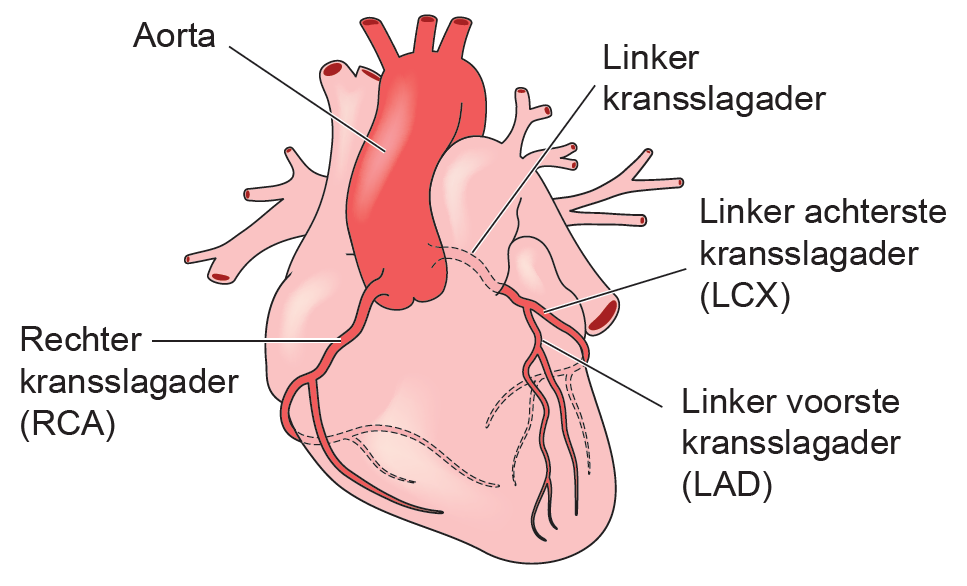 Aorta
Linker
kransslagader
Linker achterste
kransslagader
(LCX)
Rechter
kransslagader
(RCA)
Linker voorste
kransslagader
(LAD)